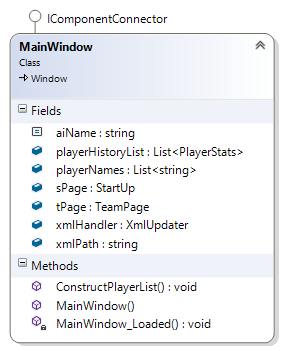 IComponentConnector
MainWindow
Class
Window
Fields
aiName : string
playerHistoryList : List<PlayerStats>
playerNames : List<string>
sPage : StartUp
tPage : TeamPage
xmlHandler : XmlUpdater
xmlPath : string
Methods
ConstructPlayerList() : void
MainWindow()
MainWindow_Loaded() : void